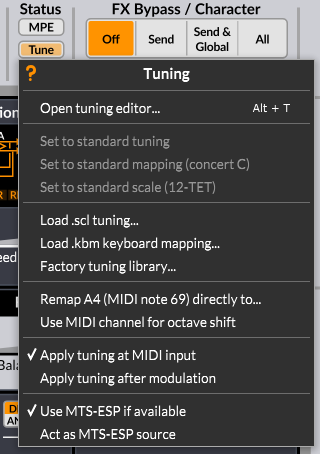 Status
FX Bypass / Character
MPE
Tune
Off
Send
Send &
Global
All
?
Tuning
Open tuning editor... Alt + T
Set to standard tuning
Set to standard mapping (concert C)
Set to standard scale (12-TET)
Load .scl tuning...
Load .kbm keyboard mapping...
Factory tuning library...
Remap A4 (MIDI note 69) directly to...
Use MIDI channel for octave shift
✓ Apply tuning at MIDI input
Apply tuning after modulation
✓ Use MTS-ESP if available
Act as MTS-ESP source